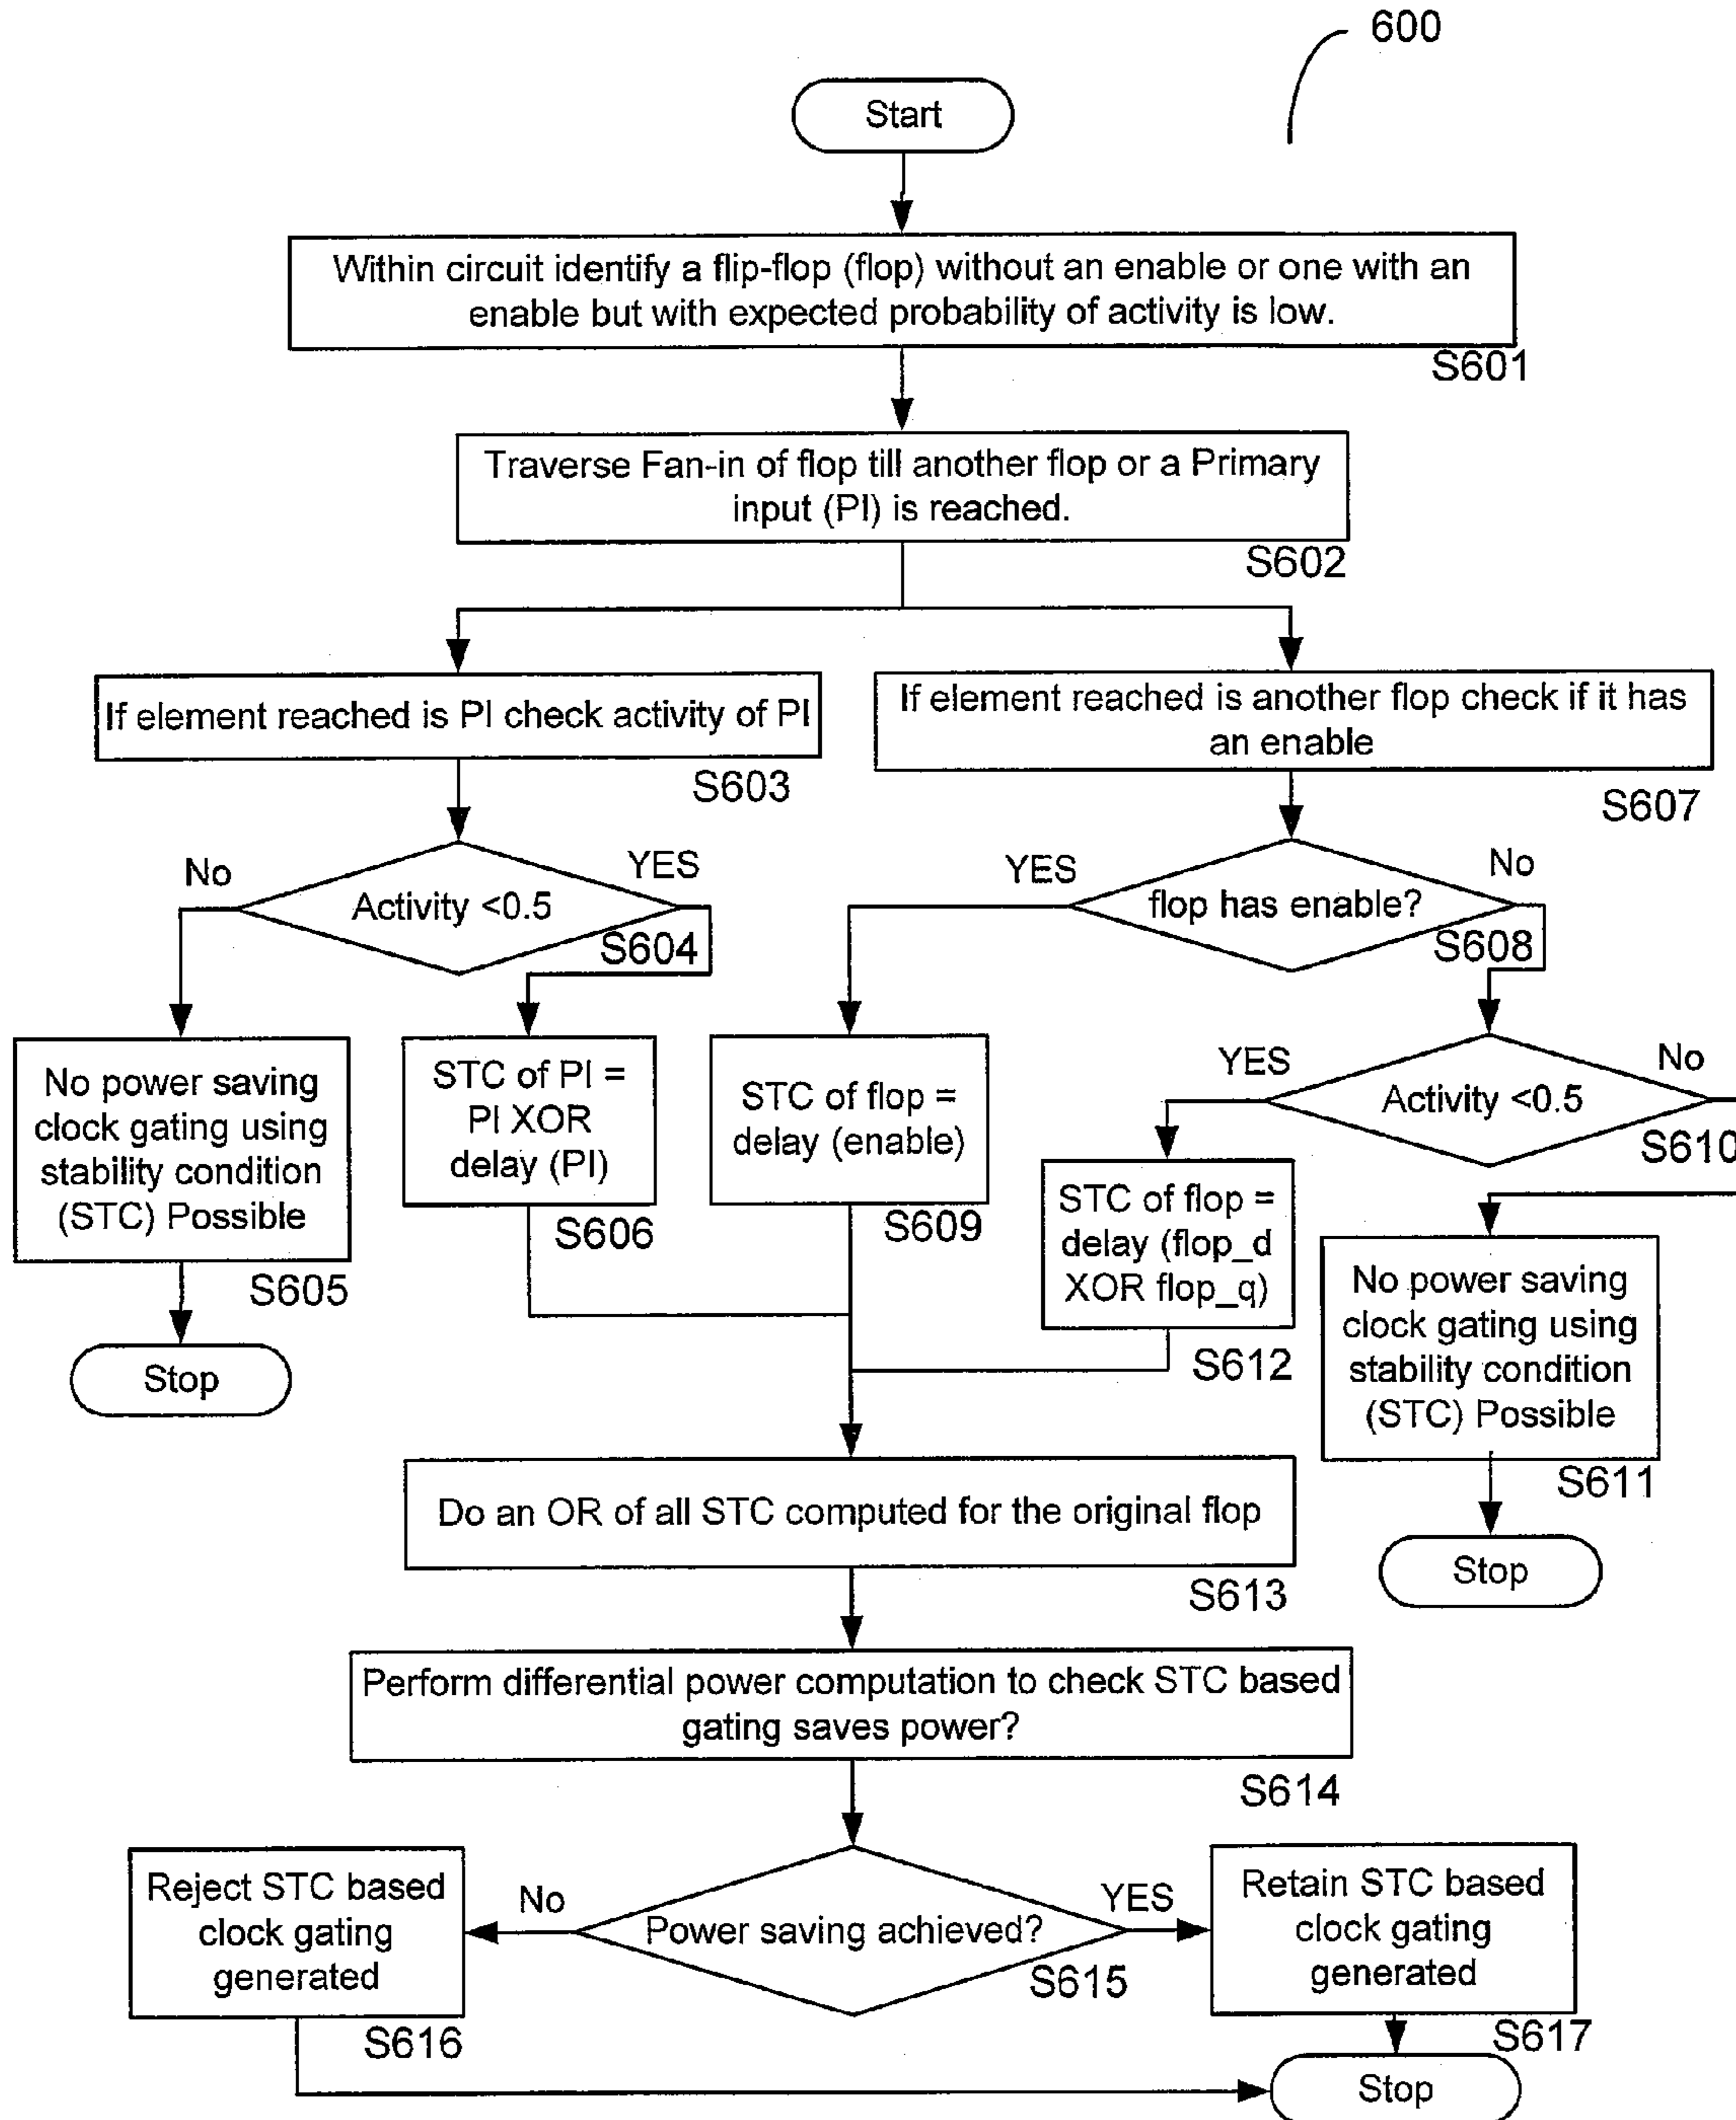 600
Start
Within circuit identify a flip-flop (flop) without an enable or one with an
enable but with expected probability of activity is low.
S601
Traverse Fan-in of flop till another flop or a Primary
input (PI) is reached.
S602
If element reached is PI check activity of PI
S603
If element reached is another flop check if it has
an enable
S607
No
YES
Activity <0.5
S604
YES
No
flop has enable?
S608
No power saving
clock gating using
stability condition
(STC) Possible
S605
Stop
STC of PI =
PI XOR
delay (PI)
S606
STC of flop =
delay (enable)
S609
YES
No
Activity <0.5
S610
STC of flop =
delay (flop_d
XOR flop_q)
S612
No power saving
clock gating using
stability condition
(STC) Possible
S611
Stop
Do an OR of all STC computed for the original flop
S613
Perform differential power computation to check STC based
gating saves power?
S614
Reject STC based
clock gating
generated
S616
No
Power saving achieved?
YES
S615
Retain STC based
clock gating
generated
S617
Stop